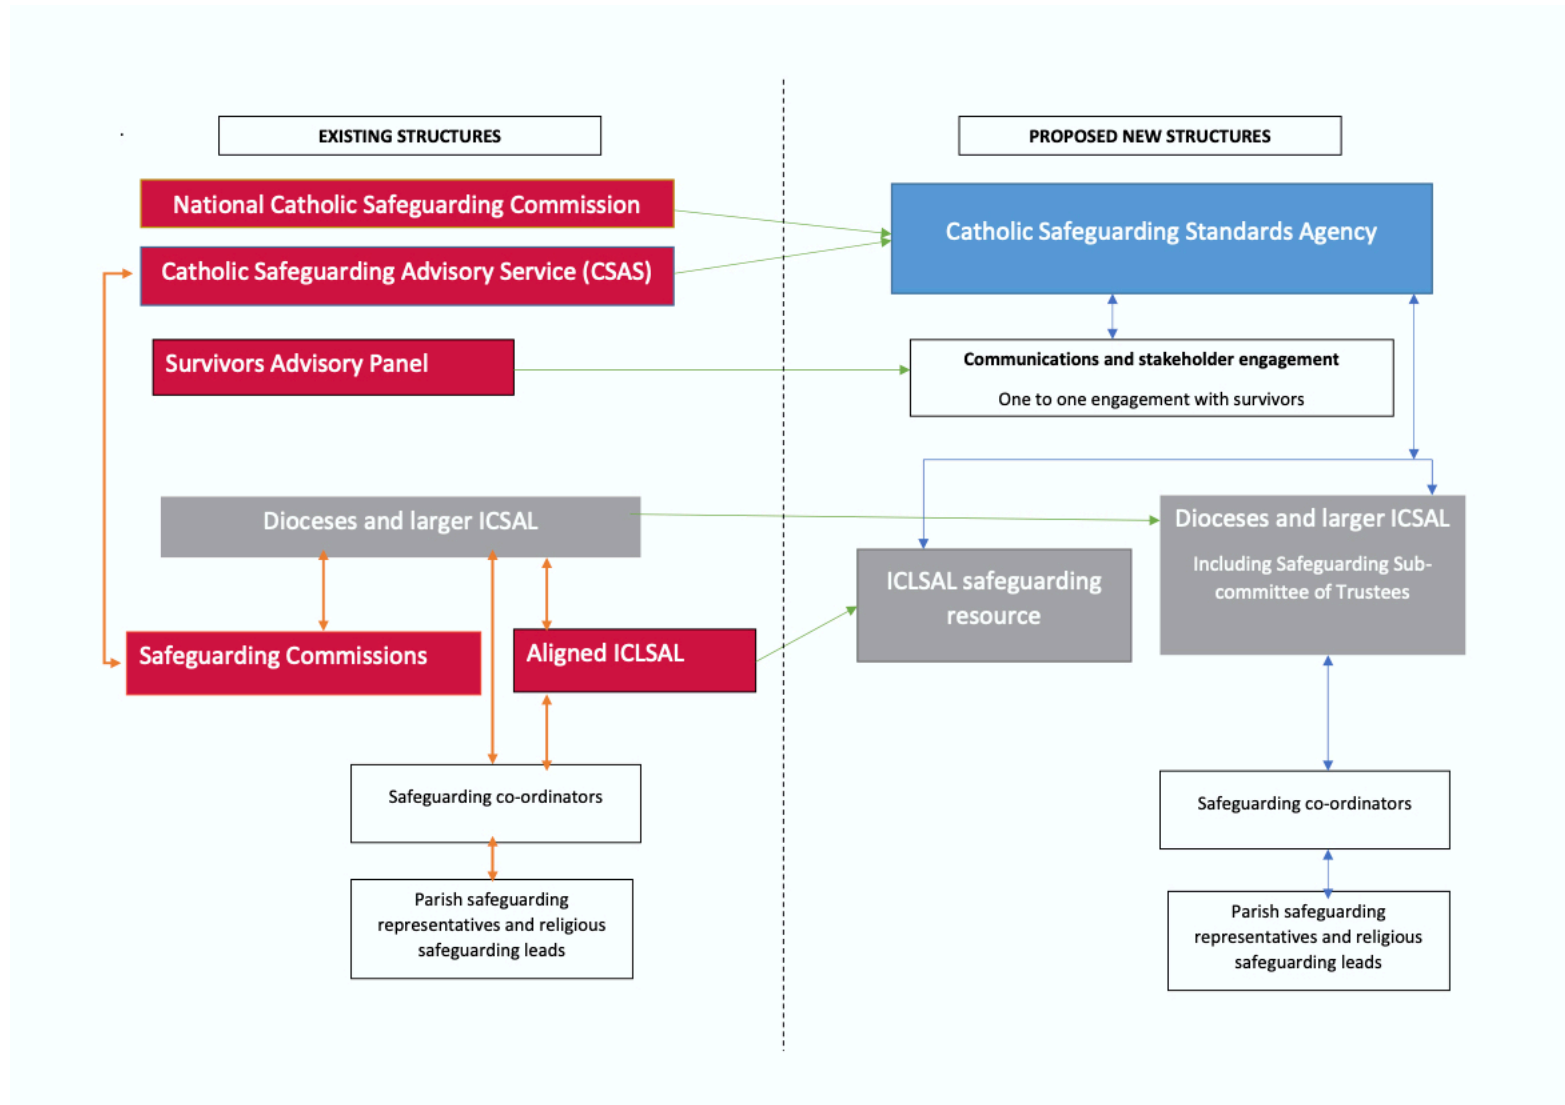 EXISTING STRUCTURES
National Catholic Safeguarding Commission
Catholic Safeguarding Advisory Service (CSAS)
Survivors Advisory Panel
Dioceses and larger ICSAL
Safeguarding Commissions
Aligned ICLSAL
Safeguarding co-ordinators
Parish safeguarding
representatives and religious
safeguarding leads
PROPOSED NEW STRUCTURES
Catholic Safeguarding Standards Agency
Communications and stakeholder engagement
One to one engagement with survivors
ICLSAL safeguarding
resource
Dioceses and larger ICSAL
Including Safeguarding Sub-
committee of Trustees
Safeguarding co-ordinators
Parish safeguarding
representatives and religious
safeguarding leads